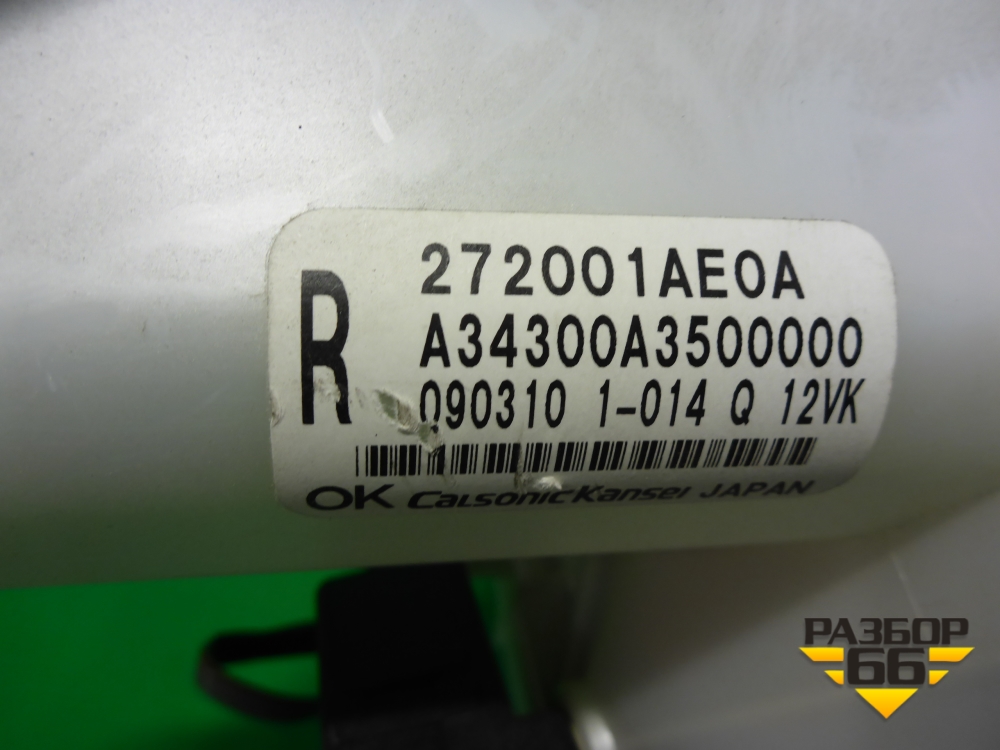 R
272001AE0A
A34300A3500000
090310 1-014 Q 12VK
OK CalsonicKansei JAPAN
РАЗБОР
66